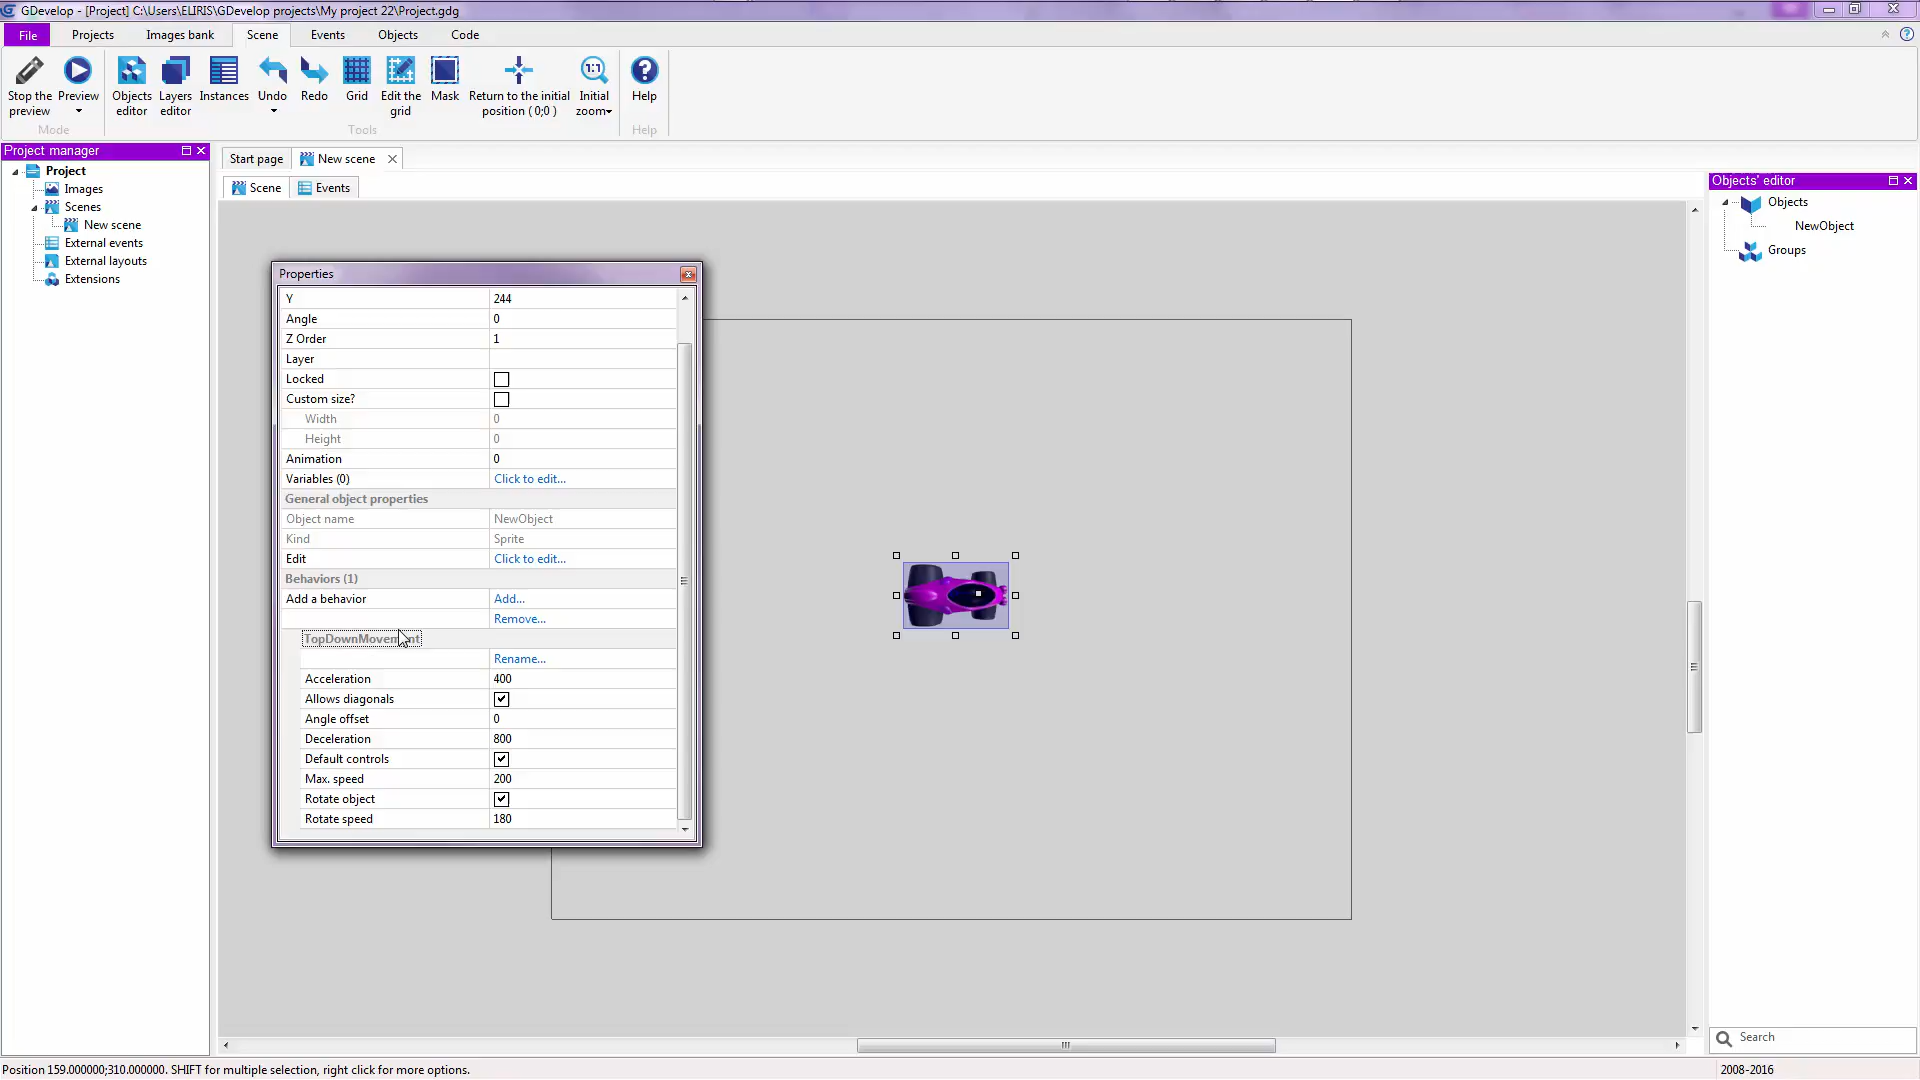 GDevelop - [Project] C:\Users\ELIRIS\GDevelop projects\My project 22\Project.gdg
File Projects Images bank Scene Events Objects Code
Stop the preview Preview Objects editor Layers editor Instances Undo Redo Grid Edit the grid Mask Return to the initial position ( 0;0 ) 1:1 Initial zoom Help
Mode Tools Help
Project manager
Project
Images
Scenes
New scene
External events
External layouts
Extensions
Start page New scene
Scene Events
Properties
Y 244
Angle 0
Z Order 1
Layer
Locked
Custom size?
Width 0
Height 0
Animation 0
Variables (0) Click to edit...
General object properties
Object name NewObject
Kind Sprite
Edit Click to edit...
Behaviors (1)
Add a behavior Add...
Remove...
TopDownMovement
Rename...
Acceleration 400
Allows diagonals
Angle offset 0
Deceleration 800
Default controls
Max. speed 200
Rotate object
Rotate speed 180
Objects' editor
Objects
NewObject
Groups
Search
Position 159.000000;310.000000. SHIFT for multiple selection, right click for more options.
2008-2016